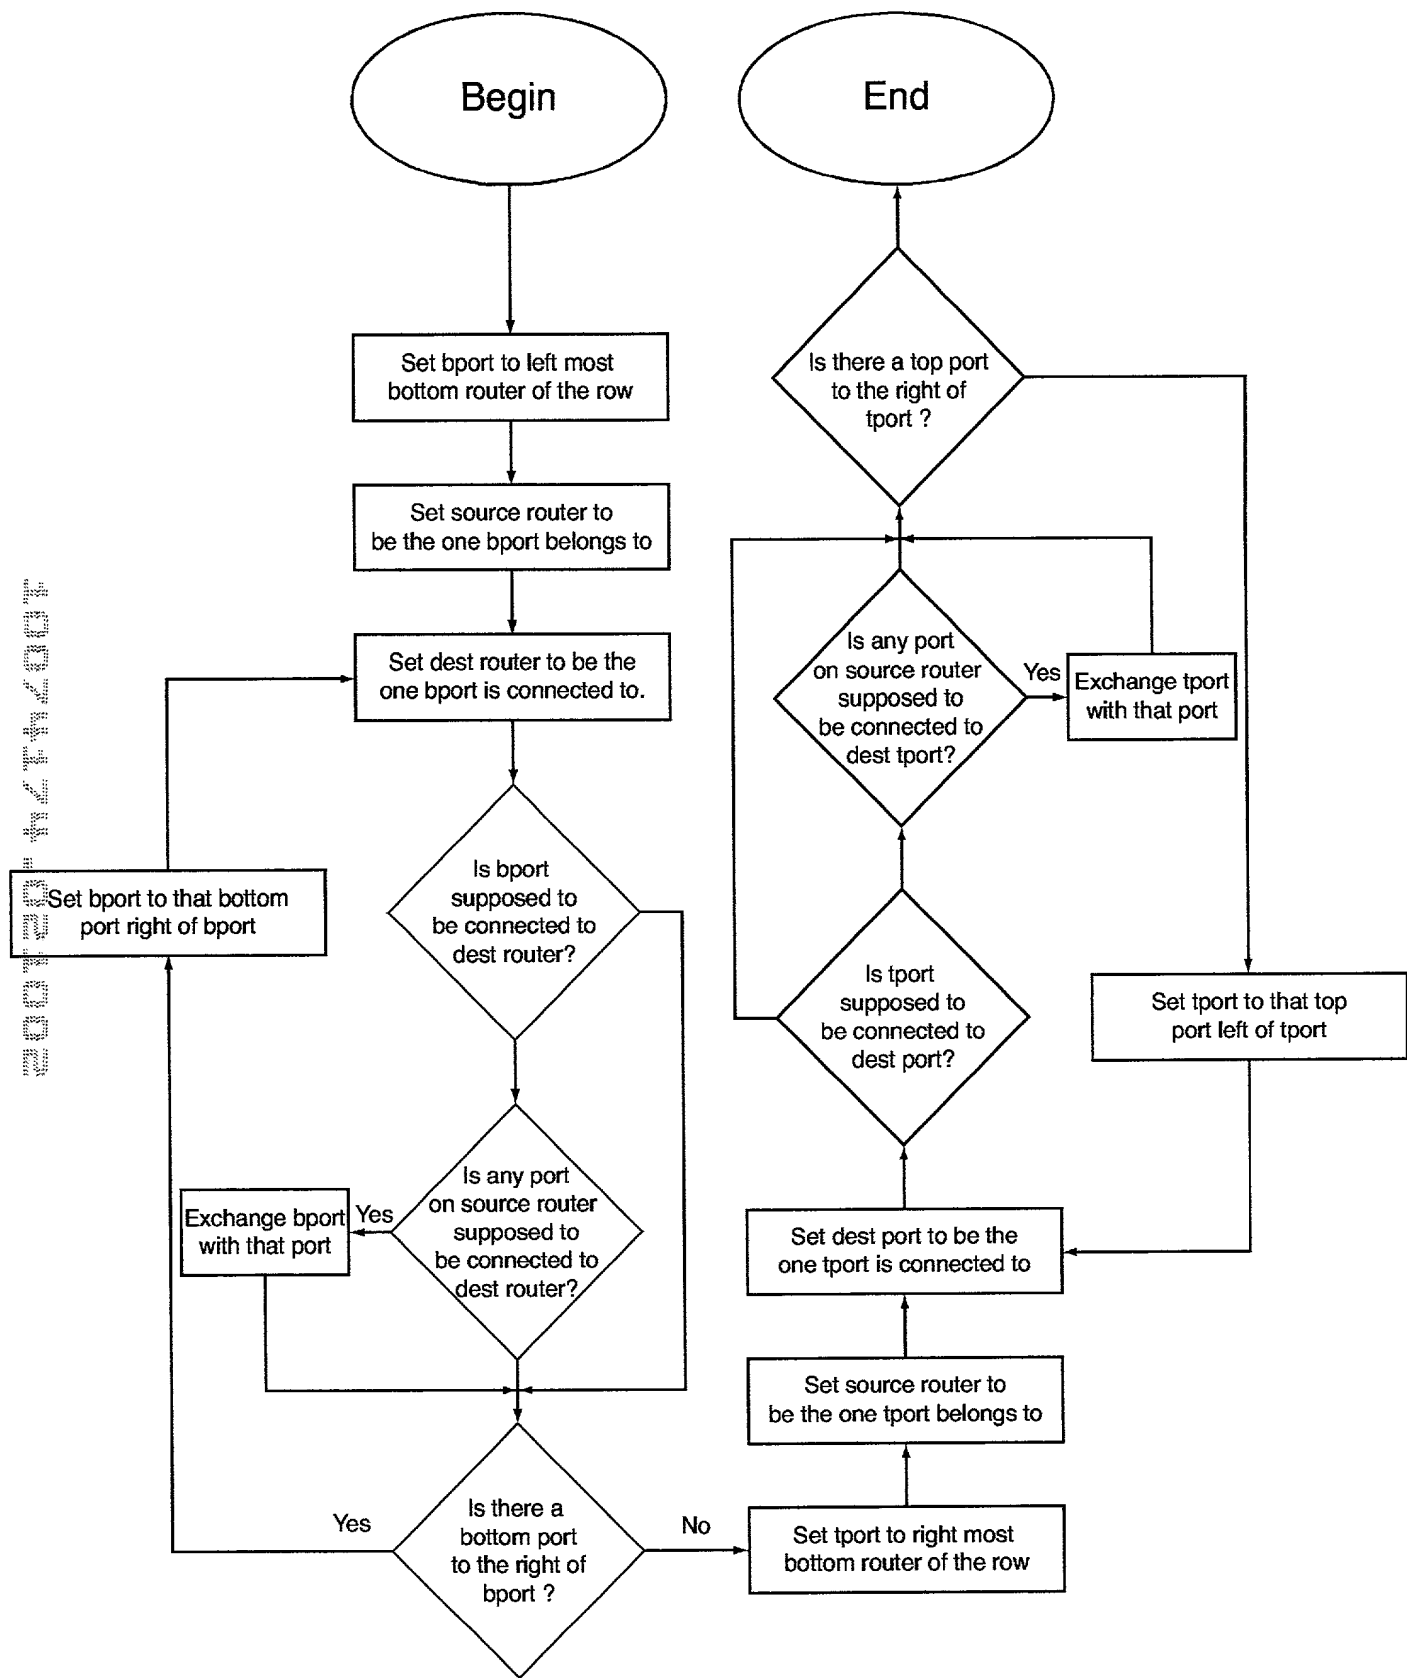 Begin
Set bport to left most
bottom router of the row
Set source router to
be the one bport belongs to
Set dest router to be the
one bport is connected to.
Is bport
supposed to
be connected to
dest router?
Set bport to that bottom
port right of bport
Is any port
on source router
supposed to
be connected to
dest router?
Yes
Exchange bport
with that port
Is there a
bottom port
to the right of
bport ?
Yes
No
Set tport to right most
bottom router of the row
Set source router to
be the one tport belongs to
Set dest port to be the
one tport is connected to
Is tport
supposed to
be connected to
dest port?
Is any port
on source router
supposed to
be connected to
dest tport?
Yes
Exchange tport
with that port
Is there a top port
to the right of
tport ?
Set tport to that top
port left of tport
End